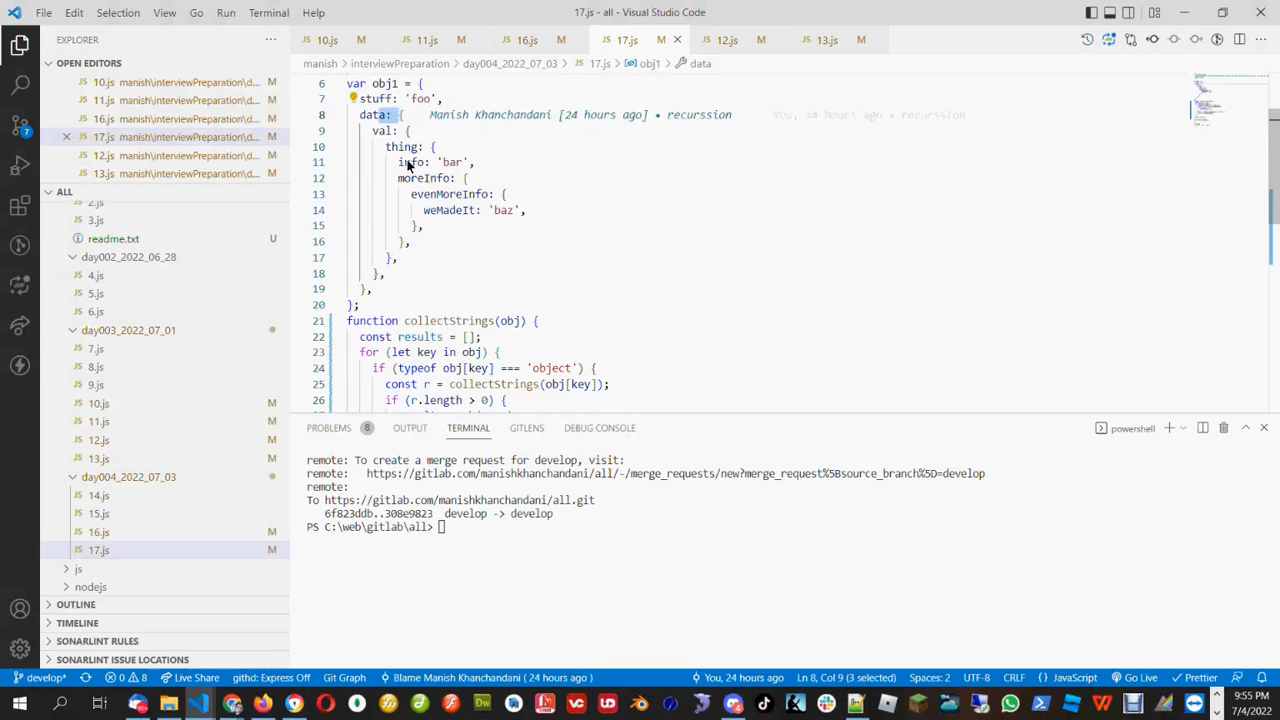 File Edit Selection View Go Run Terminal Help 17.js - all - Visual Studio Code
EXPLORER
OPEN EDITORS
10.js manish\interviewPreparation\d... M
11.js manish\interviewPreparation\d... M
16.js manish\interviewPreparation\d... M
17.js manish\interviewPreparation\d... M
12.js manish\interviewPreparation\d... M
13.js manish\interviewPreparation\d... M
ALL
2.js
3.js
readme.txt U
day002_2022_06_28
4.js
5.js
6.js
day003_2022_07_01
7.js
8.js
9.js
10.js M
11.js M
12.js M
13.js M
day004_2022_07_03
14.js
15.js
16.js M
17.js M
js
nodejs
OUTLINE
TIMELINE
SONARLINT RULES
SONARLINT ISSUE LOCATIONS
7
10.js M 11.js M 16.js M 17.js M 12.js M 13.js M
manish > interviewPreparation > day004_2022_07_03 > 17.js > obj1 > data
6 var obj1 = {
7 stuff: 'foo',
8 data: { Manish Khanchandani [24 hours ago] • recurssion You, 24 hours ago • recurssion
9 val: {
10 thing: {
11 info: 'bar',
12 moreInfo: {
13 evenMoreInfo: {
14 weMadeIt: 'baz',
15 },
16 },
17 },
18 },
19 },
20 };
21 function collectStrings(obj) {
22 const results = [];
23 for (let key in obj) {
24 if (typeof obj[key] === 'object') {
25 const r = collectStrings(obj[key]);
26 if (r.length > 0) {
PROBLEMS 8 OUTPUT TERMINAL GITLENS DEBUG CONSOLE powershell
remote: To create a merge request for develop, visit:
remote: https://gitlab.com/manishkhanchandani/all/-/merge_requests/new?merge_request%5Bsource_branch%5D=develop
remote:
To https://gitlab.com/manishkhanchandani/all.git
6f823ddb..308e9823 develop -> develop
PS C:\web\gitlab\all>
develop* 0 8 Live Share Git Graph githd: Express Off Blame Manish Khanchandani ( 24 hours ago ) You, 24 hours ago Ln 8, Col 9 (3 selected) Spaces: 2 UTF-8 CRLF JavaScript Go Live Prettier
9:55 PM
7/4/2022